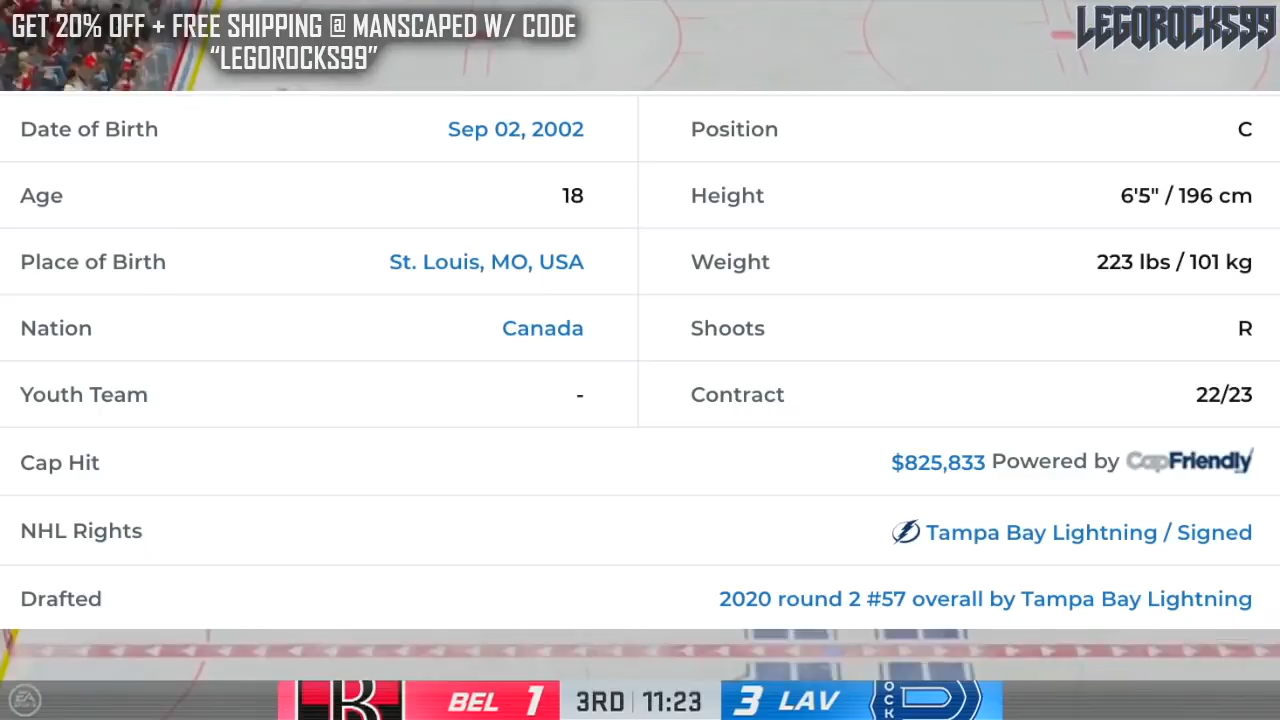 GET 20% OFF + FREE SHIPPING @ MANSCAPED W/ CODE
"LEGOROCKS99"
LEGOROCKS99
Date of Birth Sep 02, 2002 Position C
Age 18 Height 6'5" / 196 cm
Place of Birth St. Louis, MO, USA Weight 223 lbs / 101 kg
Nation Canada Shoots R
Youth Team - Contract 22/23
Cap Hit $825,833 Powered by CapFriendly
NHL Rights Tampa Bay Lightning / Signed
Drafted 2020 round 2 #57 overall by Tampa Bay Lightning
EA SPORTS
B BEL 1 3RD 11:23 3 LAV OCK